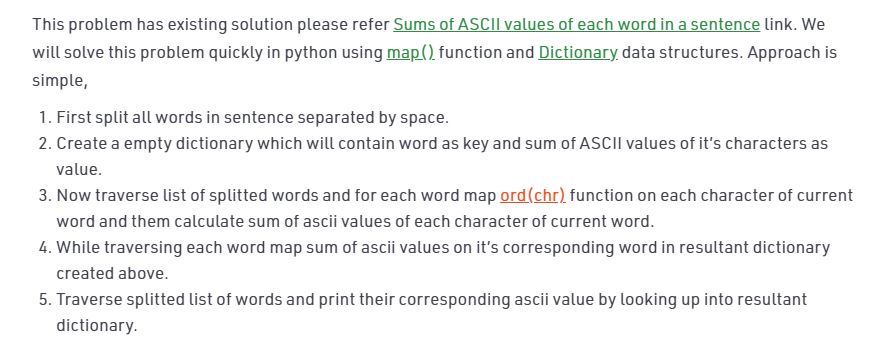 This problem has existing solution please refer Sums of ASCII values of each word in a sentence link. We
will solve this problem quickly in python using map() function and Dictionary data structures. Approach is
simple,
1. First split all words in sentence separated by space.
2. Create a empty dictionary which will contain word as key and sum of ASCII values of it's characters as
value.
3. Now traverse list of splitted words and for each word map ord(chr) function on each character of current
word and them calculate sum of ascii values of each character of current word.
4. While traversing each word map sum of ascii values on it's corresponding word in resultant dictionary
created above.
5. Traverse splitted list of words and print their corresponding ascii value by looking up into resultant
dictionary.